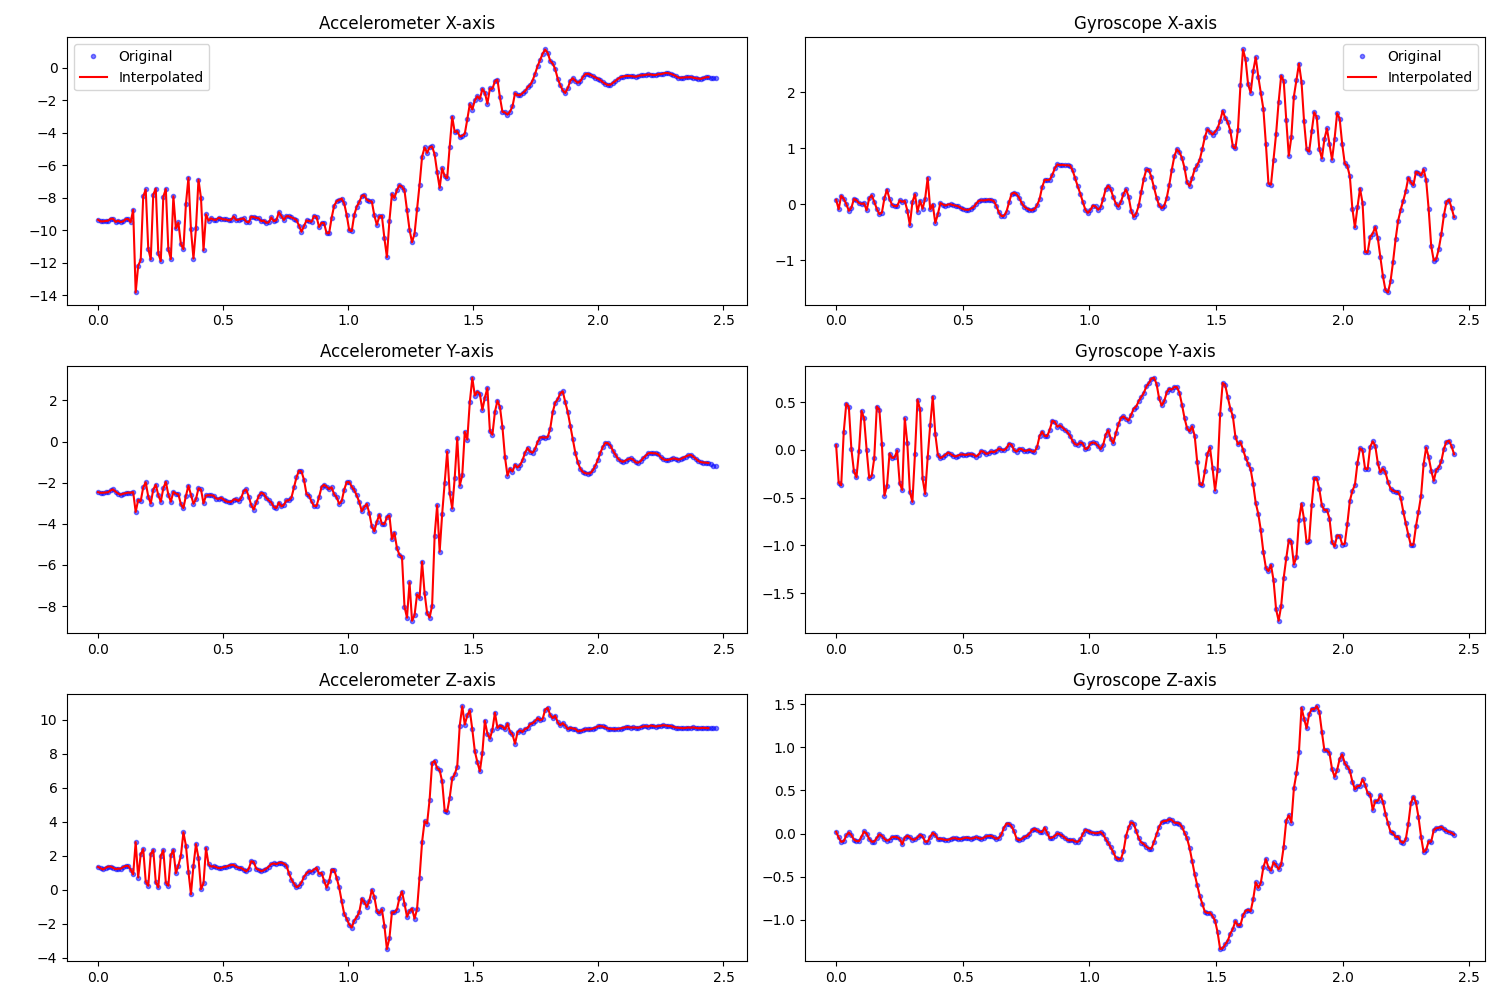 Accelerometer X-axis
Original
Interpolated
0
−2
−4
−6
−8
−10
−12
−14
0.0 0.5 1.0 1.5 2.0 2.5
Gyroscope X-axis
Original
Interpolated
2
1
0
−1
0.0 0.5 1.0 1.5 2.0 2.5
Accelerometer Y-axis
2
0
−2
−4
−6
−8
0.0 0.5 1.0 1.5 2.0 2.5
Gyroscope Y-axis
0.5
0.0
−0.5
−1.0
−1.5
0.0 0.5 1.0 1.5 2.0 2.5
Accelerometer Z-axis
10
8
6
4
2
0
−2
−4
0.0 0.5 1.0 1.5 2.0 2.5
Gyroscope Z-axis
1.5
1.0
0.5
0.0
−0.5
−1.0
0.0 0.5 1.0 1.5 2.0 2.5